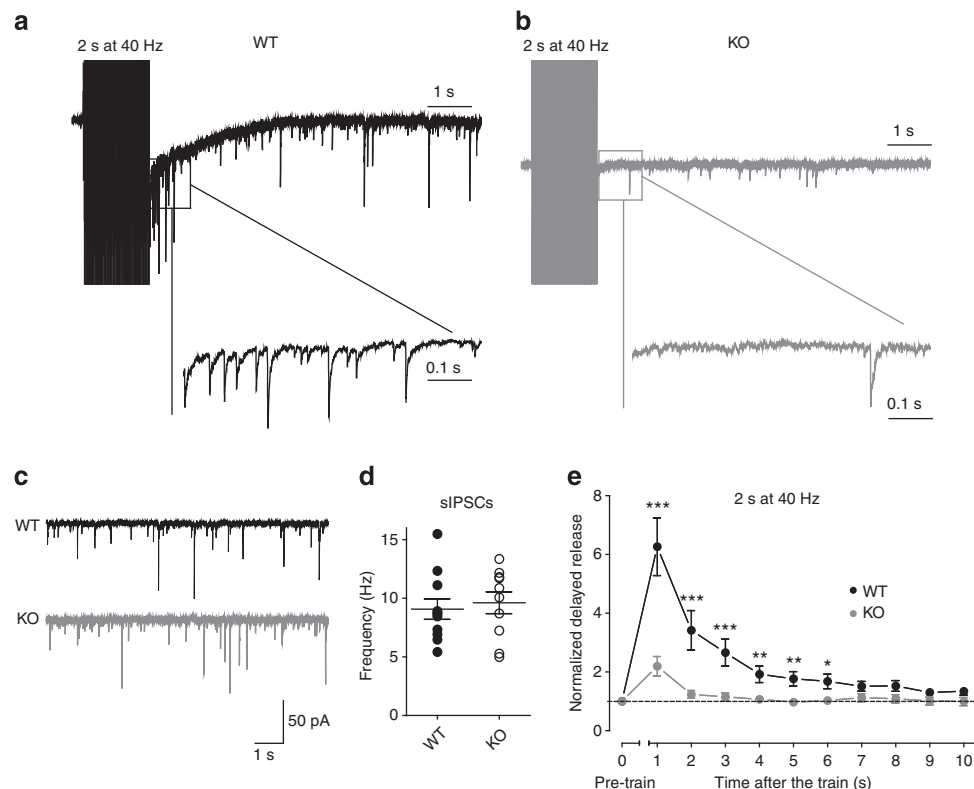 a
b
2 s at 40 Hz
WT
2 s at 40 Hz
KO
1 s
1 s
0.1 s
0.1 s
c
d
e
WT
KO
50 pA
1 s
sIPSCs
Frequency (Hz)
15
10
5
0
WT
KO
2 s at 40 Hz
Normalized delayed release
8
6
4
2
0
***
***
***
**
**
*
WT
KO
0 1 2 3 4 5 6 7 8 9 10
Pre-train
Time after the train (s)